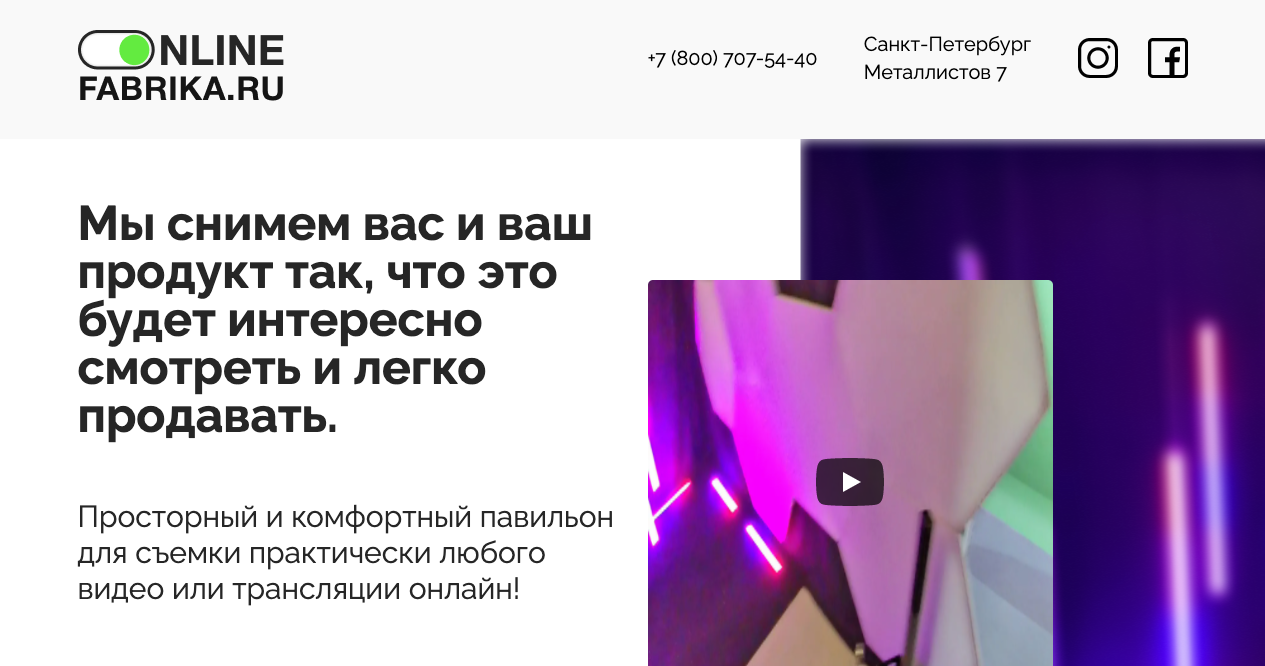 ONLINE
FABRIKA.RU
+7 (800) 707-54-40
Санкт-Петербург
Металлистов 7
Мы снимем вас и ваш
продукт так, что это
будет интересно
смотреть и легко
продавать.
Просторный и комфортный павильон
для съемки практически любого
видео или трансляции онлайн!